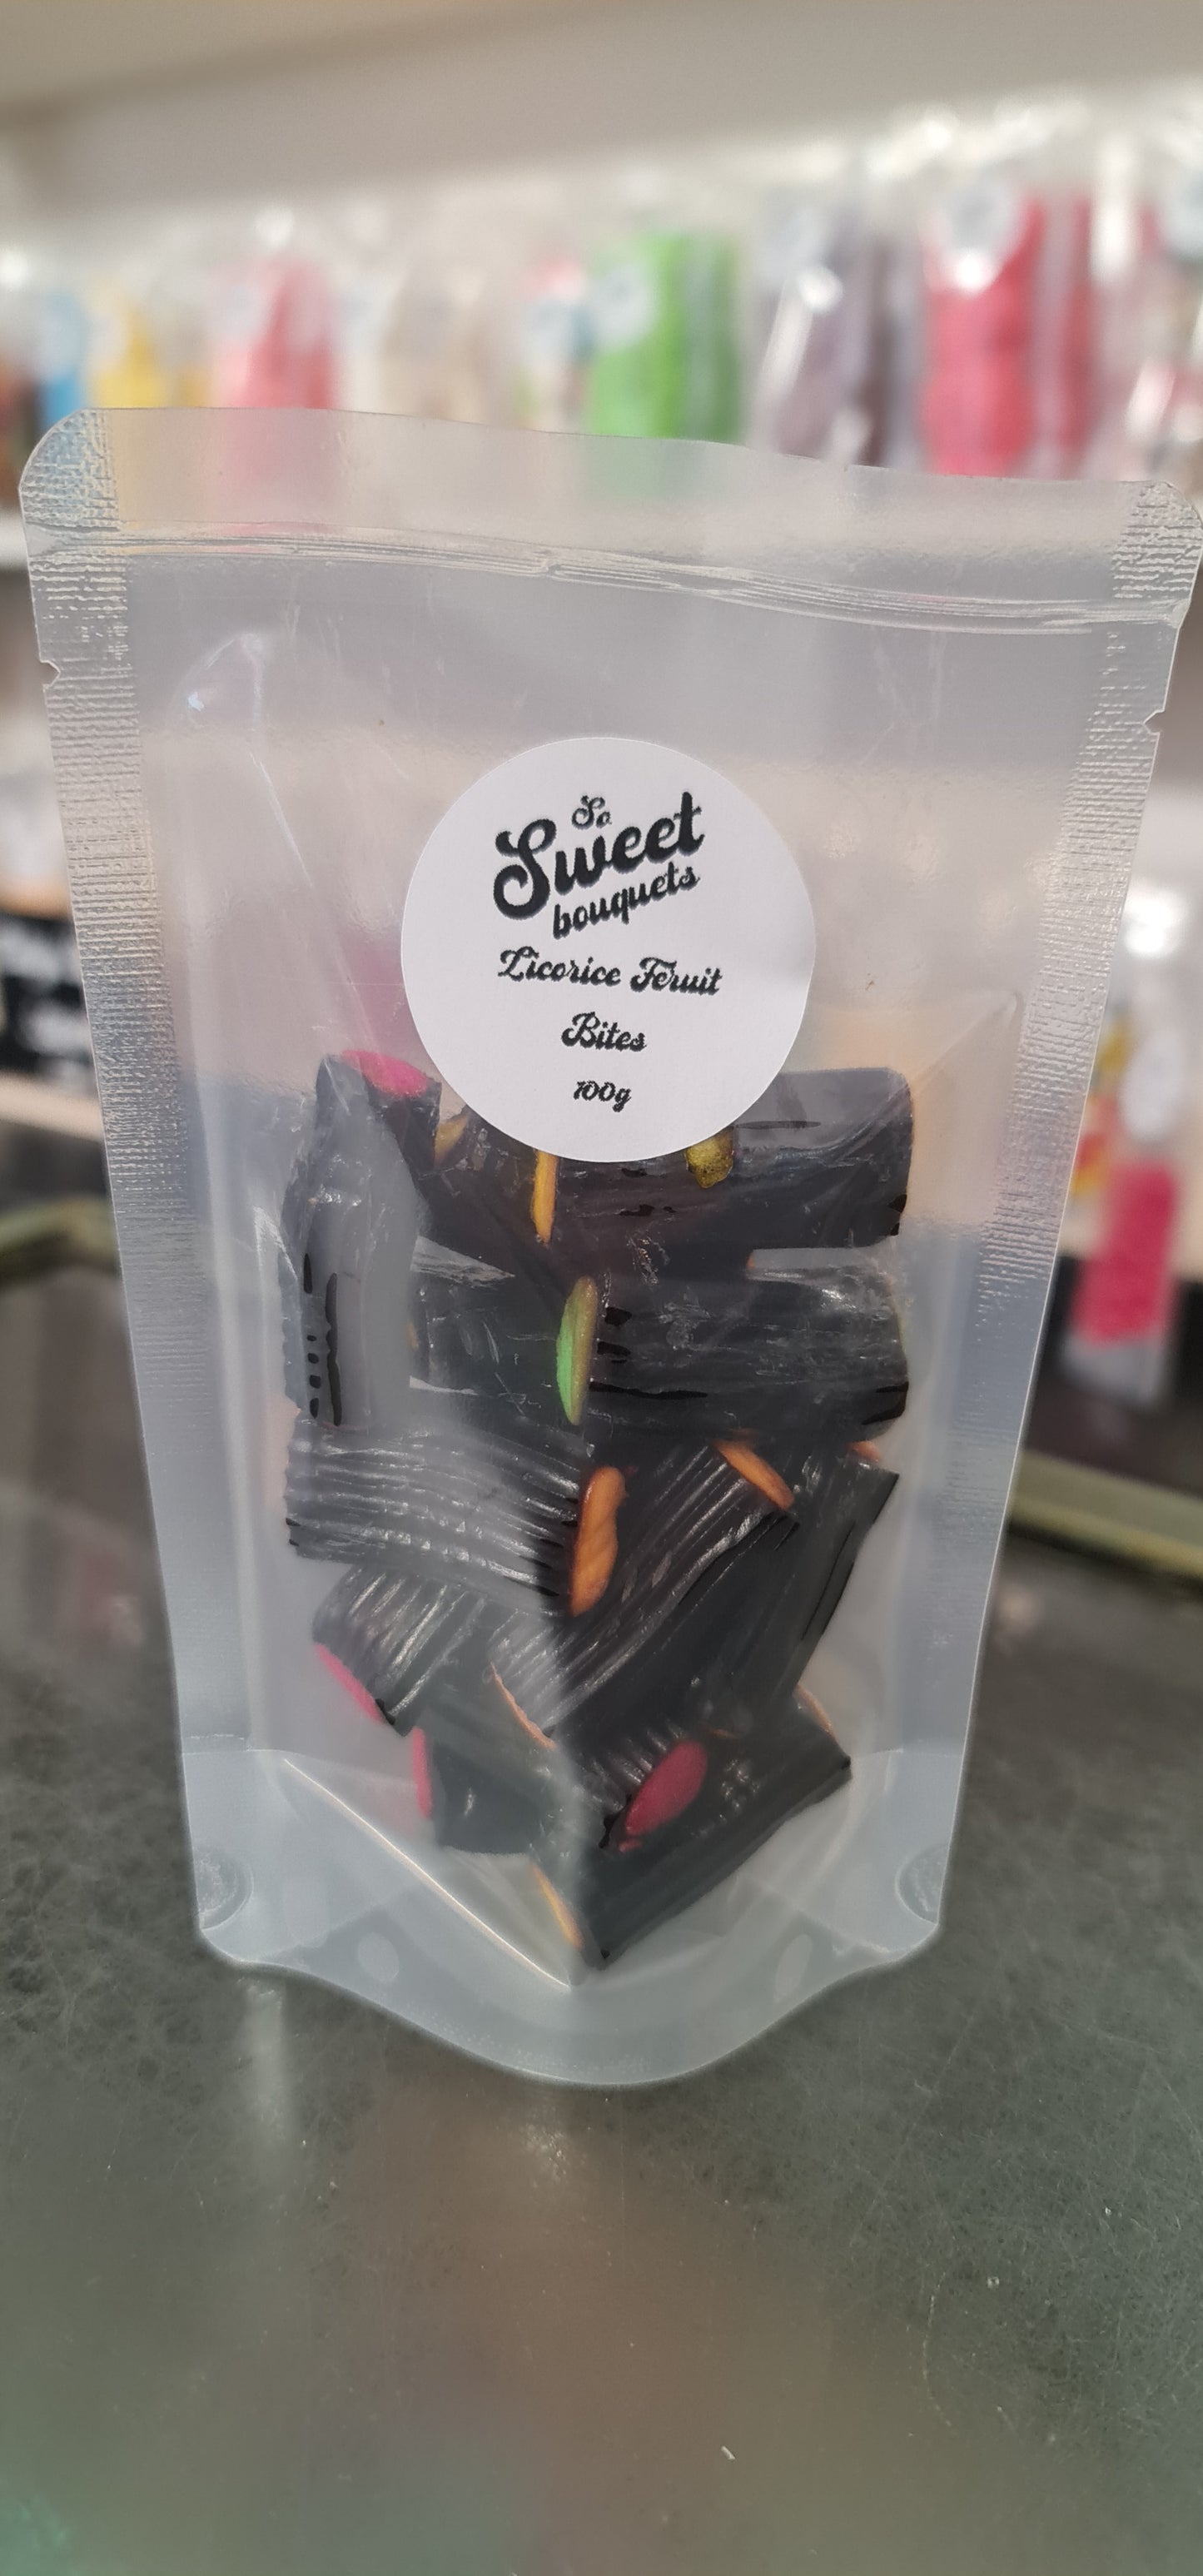 So
Sweet
bouquets
Licorice Fruit
Bites
100g